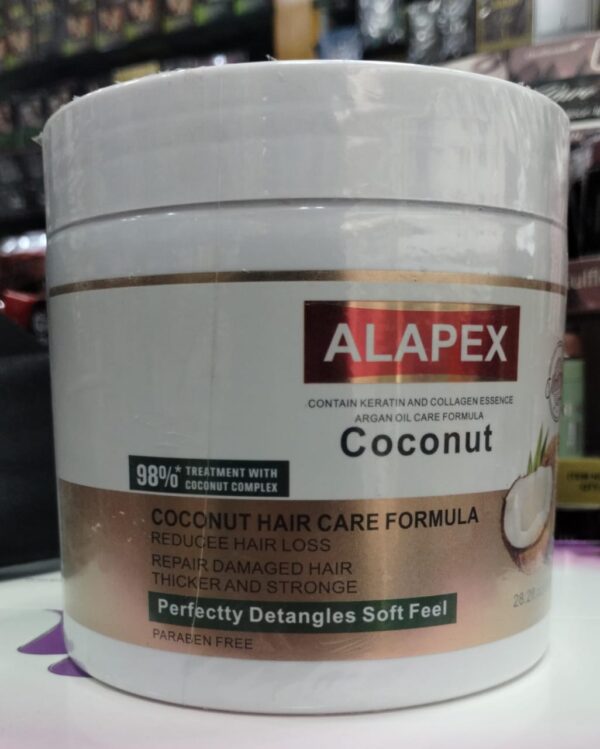 ALAPEX
CONTAIN KERATIN AND COLLAGEN ESSENCE
ARGAN OIL CARE FORMULA
Coconut
98%* TREATMENT WITH
COCONUT COMPLEX
COCONUT HAIR CARE FORMULA
REDUCEE HAIR LOSS
REPAIR DAMAGED HAIR
THICKER AND STRONGE
Perfectty Detangles Soft Feel
PARABEN FREE